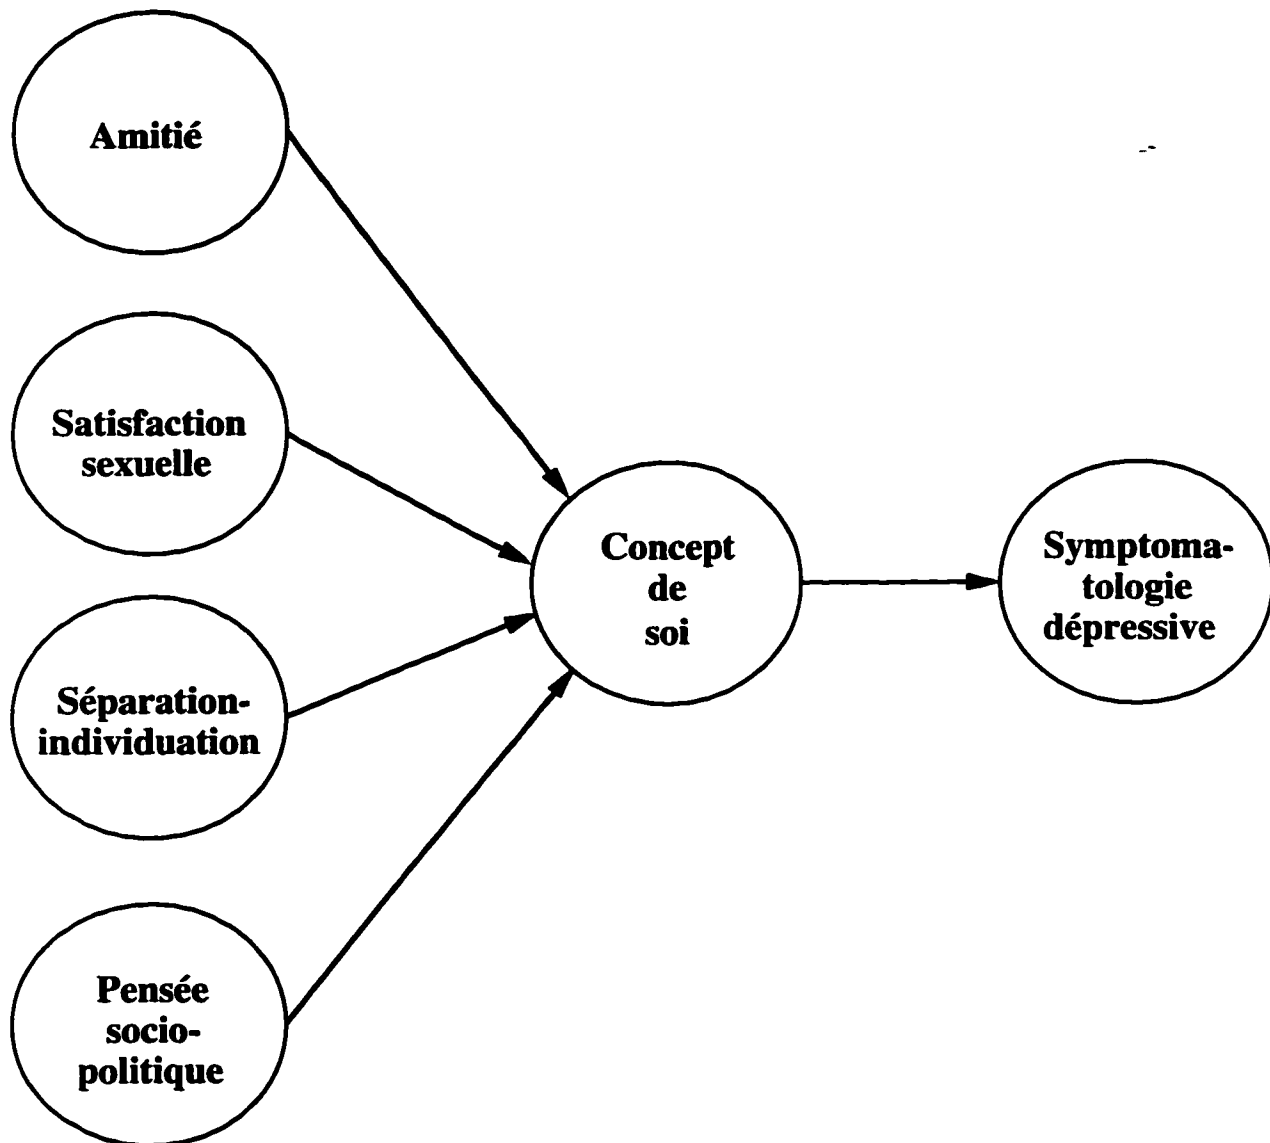 Amitié
Satisfaction
sexuelle
Séparation-
individuation
Pensée
socio-
politique
Concept
de
soi
Symptoma-
tologie
dépressive